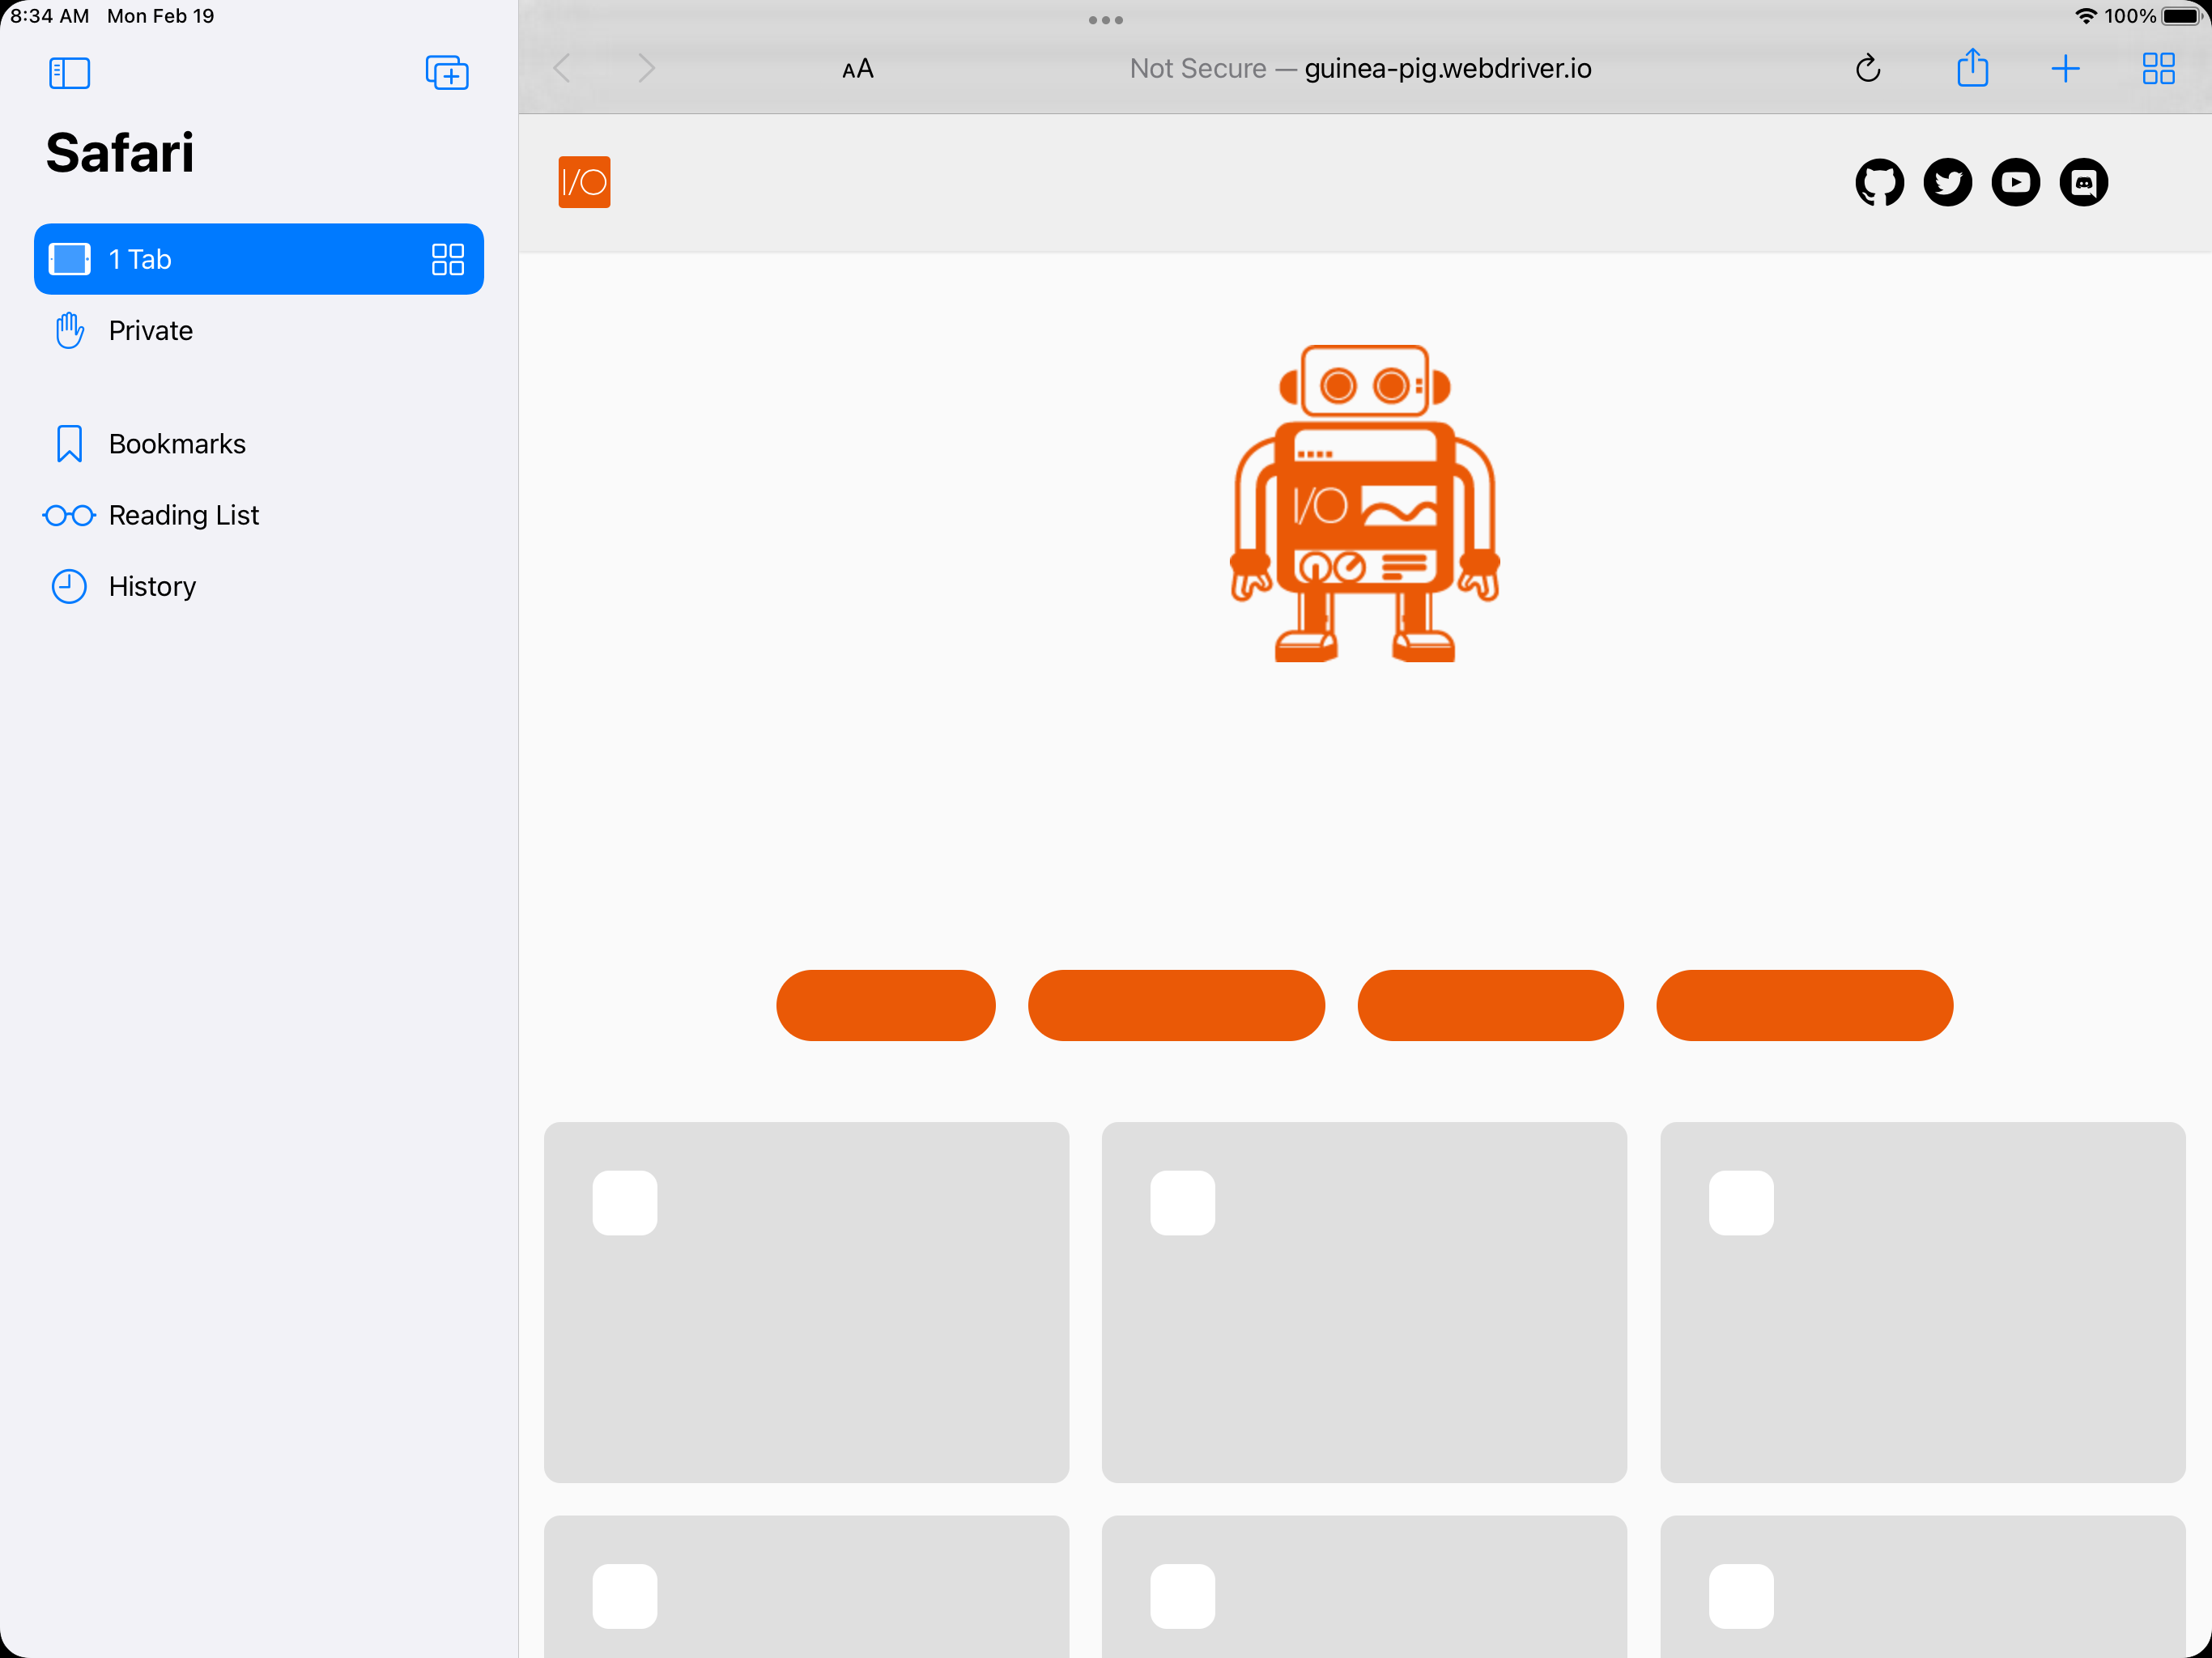 8:34 AM Mon Feb 19
100%
Not Secure — guinea-pig.webdriver.io
AA
Safari
1 Tab
Private
Bookmarks
Reading List
History
I/O
I/O